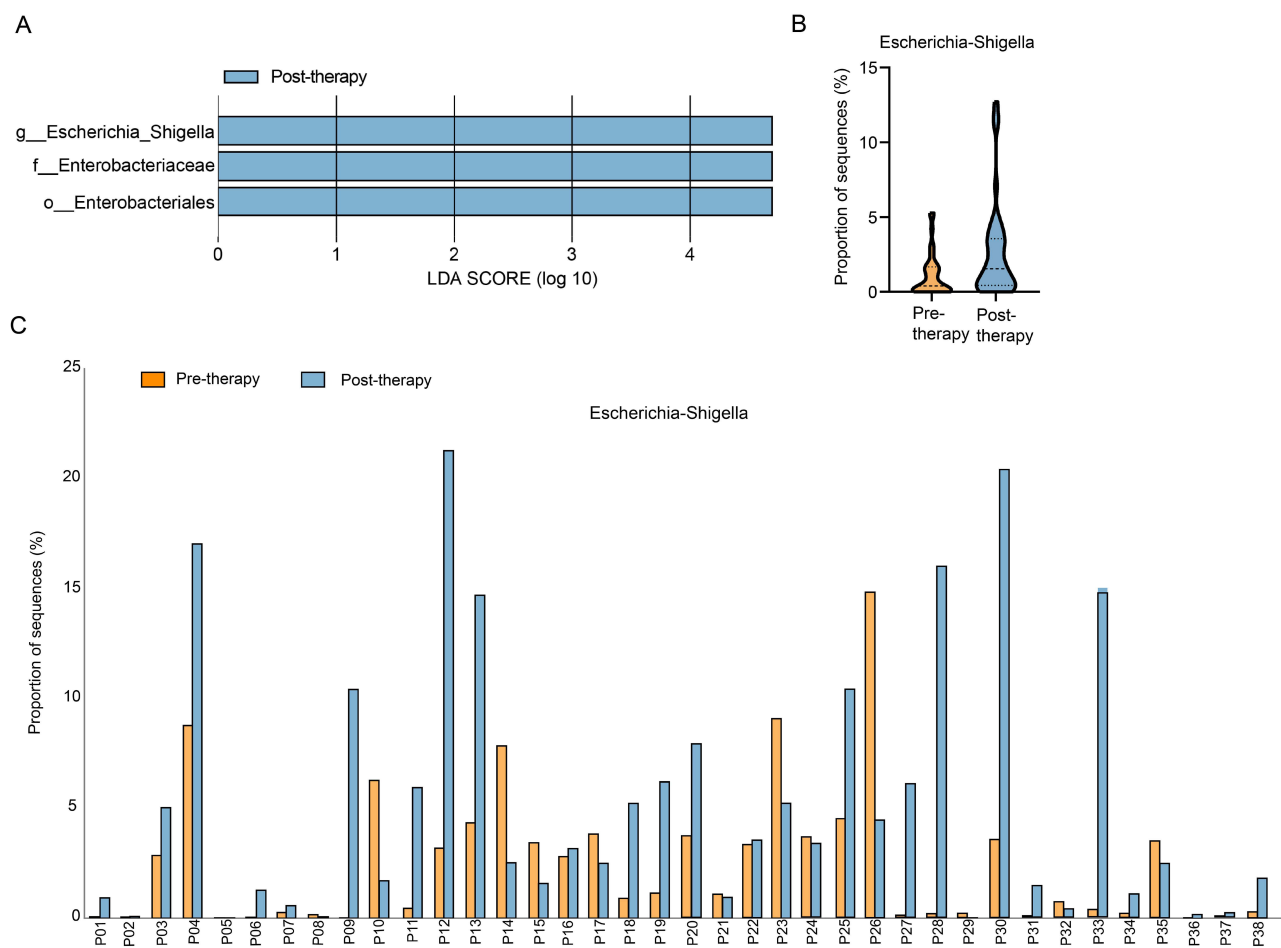 A
Post-therapy
g__Escherichia_Shigella
f__Enterobacteriaceae
o__Enterobacteriales
0 1 2 3 4
LDA SCORE (log 10)
B
Escherichia-Shigella
Proportion of sequences (%)
15
10
5
0
Pre-therapy
Post-therapy
C
Pre-therapy Post-therapy
Escherichia-Shigella
Proportion of sequences (%)
25
20
15
10
5
0
P01 P02 P03 P04 P05 P06 P07 P08 P09 P10 P11 P12 P13 P14 P15 P16 P17 P18 P19 P20 P21 P22 P23 P24 P25 P26 P27 P28 P29 P30 P31 P32 P33 P34 P35 P36 P37 P38